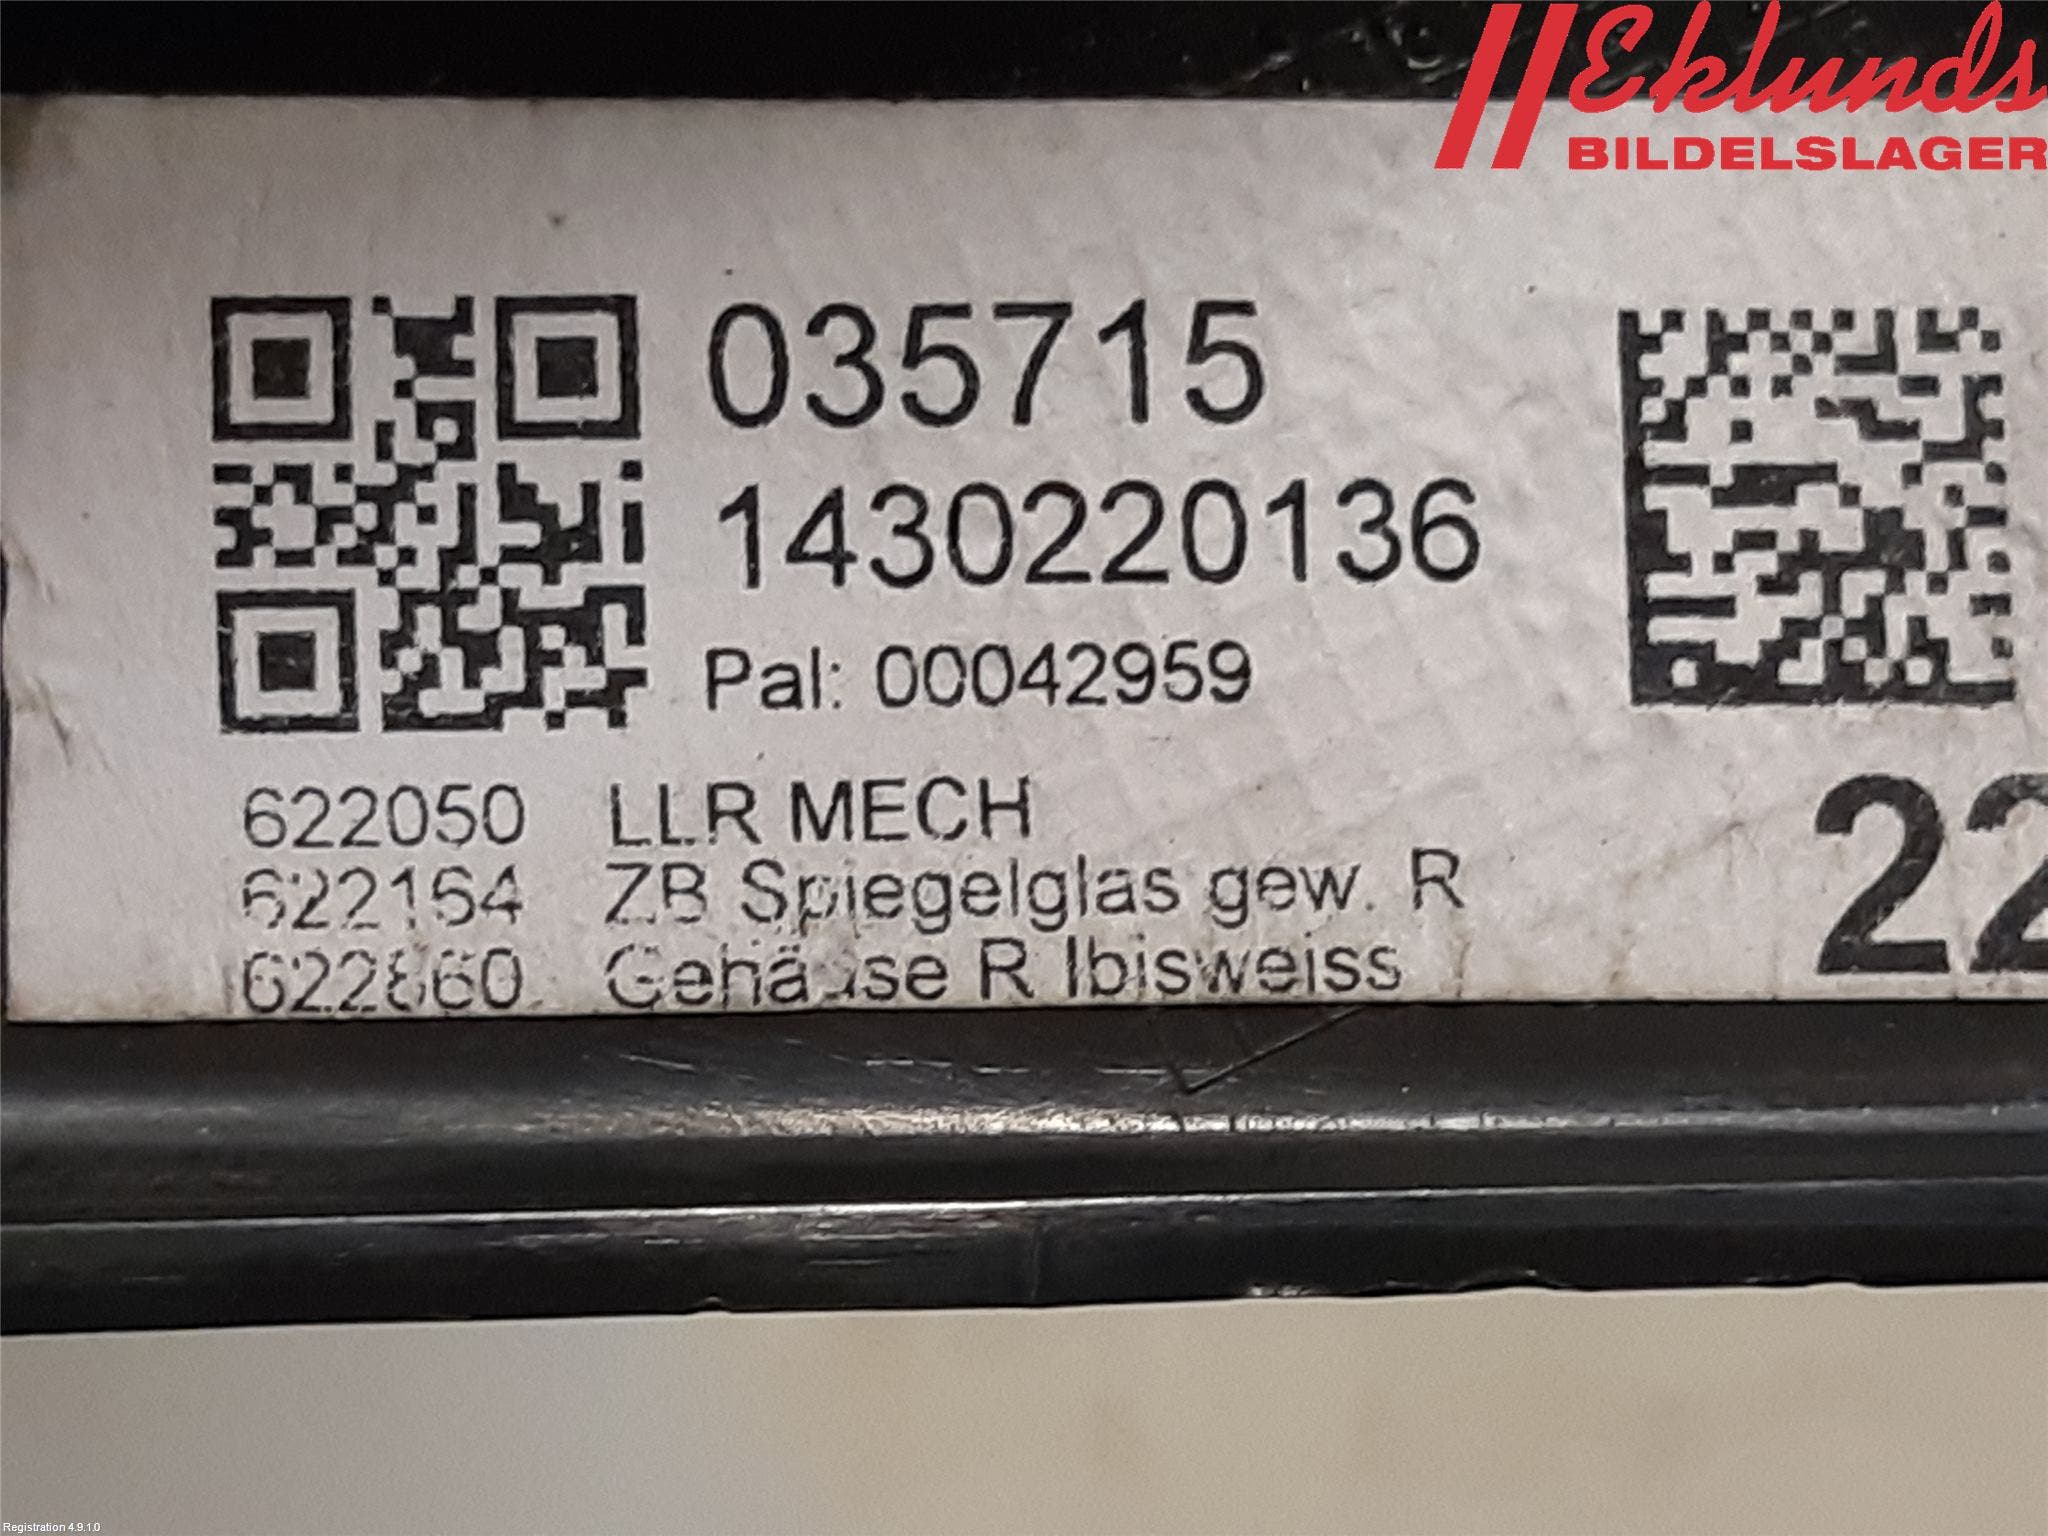 Eklunds
BILDELSLAGER
035715
1430220136
Pal: 00042959
622050 LLR MECH
622164 ZB Spiegelglas gew. R
622860 Gehäuse R Ibisweiss
22
Registration 4.9.1.0